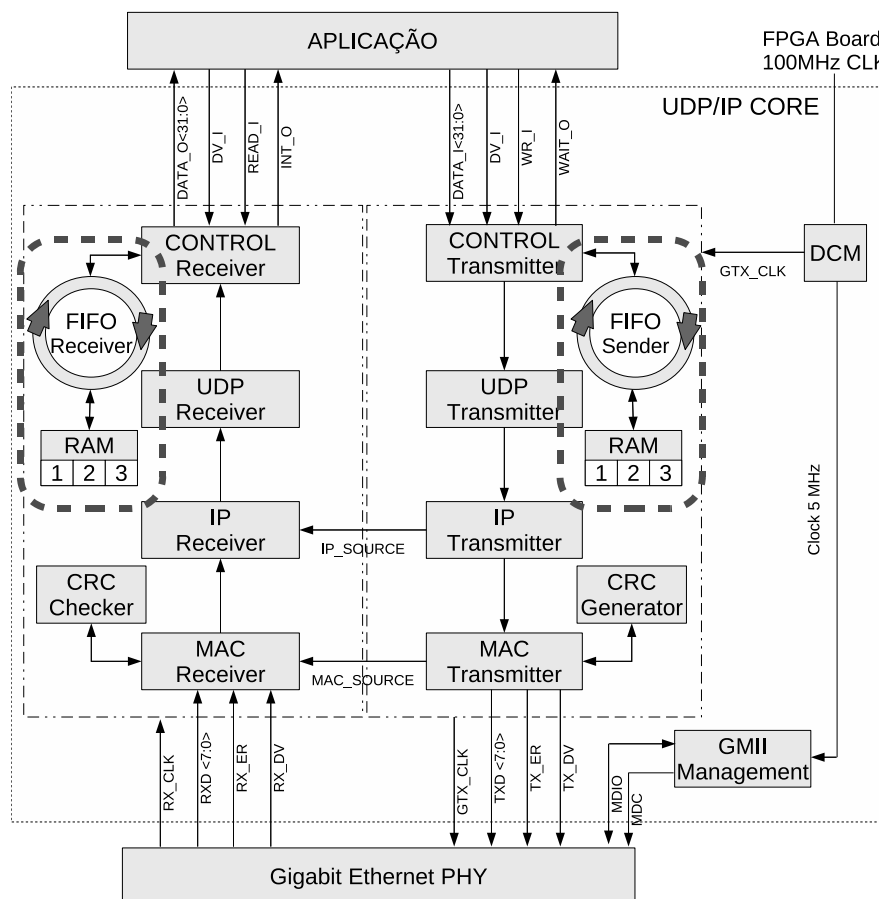 APLICAÇÃO
FPGA Board
100MHz CLK
UDP/IP CORE
DATA_O<31:0>
DV_I
READ_I
INT_O
DATA_I<31:0>
DV_I
WR_I
WAIT_O
CONTROL
Receiver
CONTROL
Transmitter
DCM
GTX_CLK
FIFO
Receiver
FIFO
Sender
UDP
Receiver
UDP
Transmitter
RAM
1 2 3
RAM
1 2 3
IP
Receiver
IP_SOURCE
IP
Transmitter
Clock 5 MHz
CRC
Checker
CRC
Generator
MAC
Receiver
MAC_SOURCE
MAC
Transmitter
RX_CLK
RXD <7:0>
RX_ER
RX_DV
GTX_CLK
TXD <7:0>
TX_ER
TX_DV
MDIO
MDC
GMII
Management
Gigabit Ethernet PHY